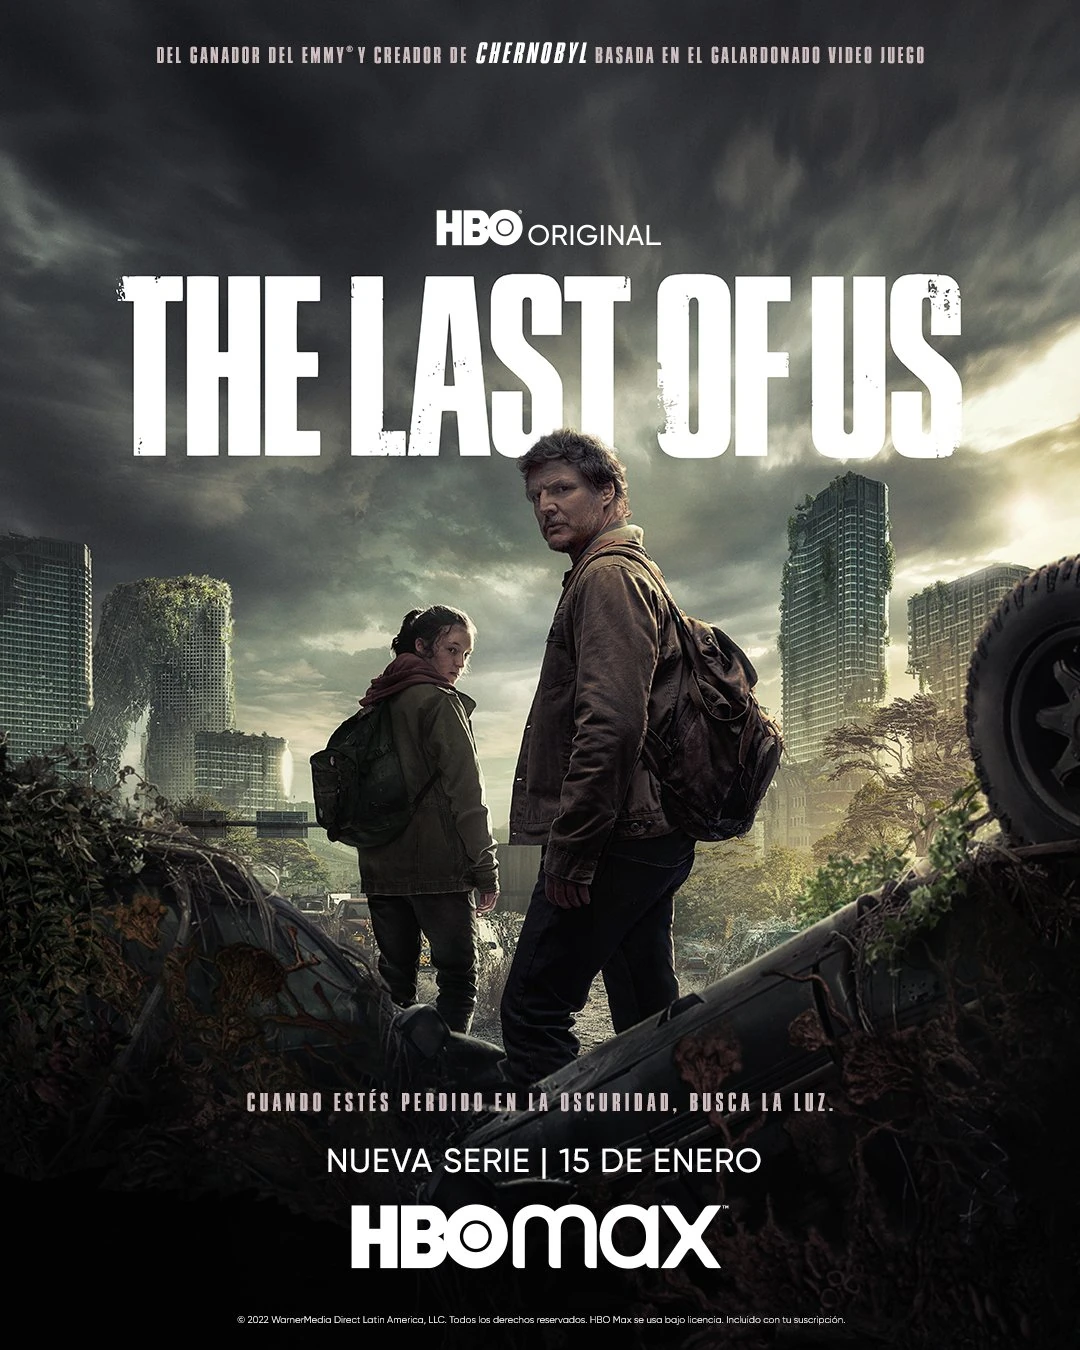 DEL GANADOR DEL EMMY® Y CREADOR DE CHERNOBYL BASADA EN EL GALARDONADO VIDEO JUEGO
HBO ORIGINAL
THE LAST OF US
CUANDO ESTÉS PERDIDO EN LA OSCURIDAD, BUSCA LA LUZ.
NUEVA SERIE | 15 DE ENERO
HBOmax™
© 2022 WarnerMedia Direct Latin America, LLC. Todos los derechos reservados. HBO Max se usa bajo licencia. Incluido con tu suscripción.